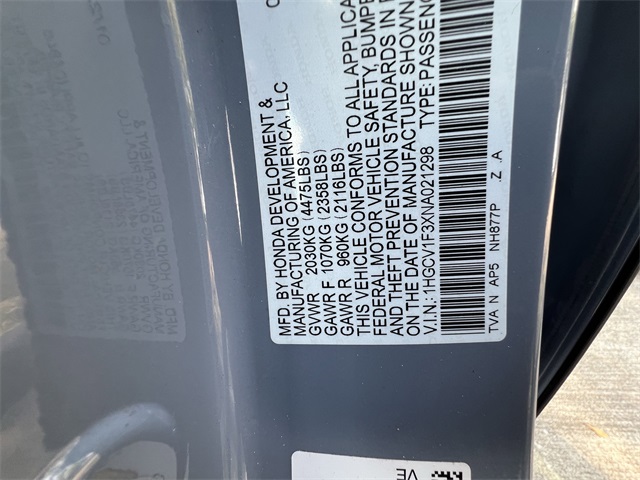 MFD. BY HONDA DEVELOPMENT &
MANUFACTURING OF AMERICA, LLC
GVWR 2030KG (4475LBS)
GAWR F 1070KG (2358LBS)
GAWR R 960KG (2116LBS)
THIS VEHICLE CONFORMS TO ALL APPLICA
FEDERAL MOTOR VEHICLE SAFETY, BUMPE
AND THEFT PREVENTION STANDARDS IN
ON THE DATE OF MANUFACTURE SHOWN
V.I.N.: 1HGCV1F3XNA021298 TYPE: PASSENG
TVA N AP5 NH877P Z .A
VE